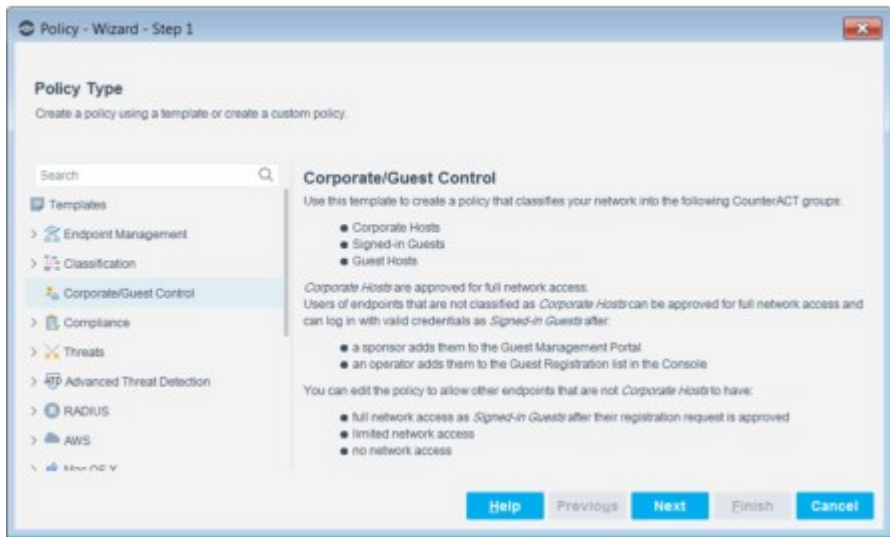 Policy - Wizard - Step 1
Policy Type
Create a policy using a template or create a custom policy.
Search
Templates
Endpoint Management
Classification
Corporate/Guest Control
Compliance
Threats
ATD Advanced Threat Detection
RADIUS
AWS
Mac OS X
Corporate/Guest Control
Use this template to create a policy that classifies your network into the following CounterACT groups:
● Corporate Hosts
● Signed-in Guests
● Guest Hosts
Corporate Hosts are approved for full network access.
Users of endpoints that are not classified as Corporate Hosts can be approved for full network access and
can log in with valid credentials as Signed-in Guests after:
● a sponsor adds them to the Guest Management Portal
● an operator adds them to the Guest Registration list in the Console
You can edit the policy to allow other endpoints that are not Corporate Hosts to have:
● full network access as Signed-in Guests after their registration request is approved
● limited network access
● no network access
Help
Previous
Next
Finish
Cancel